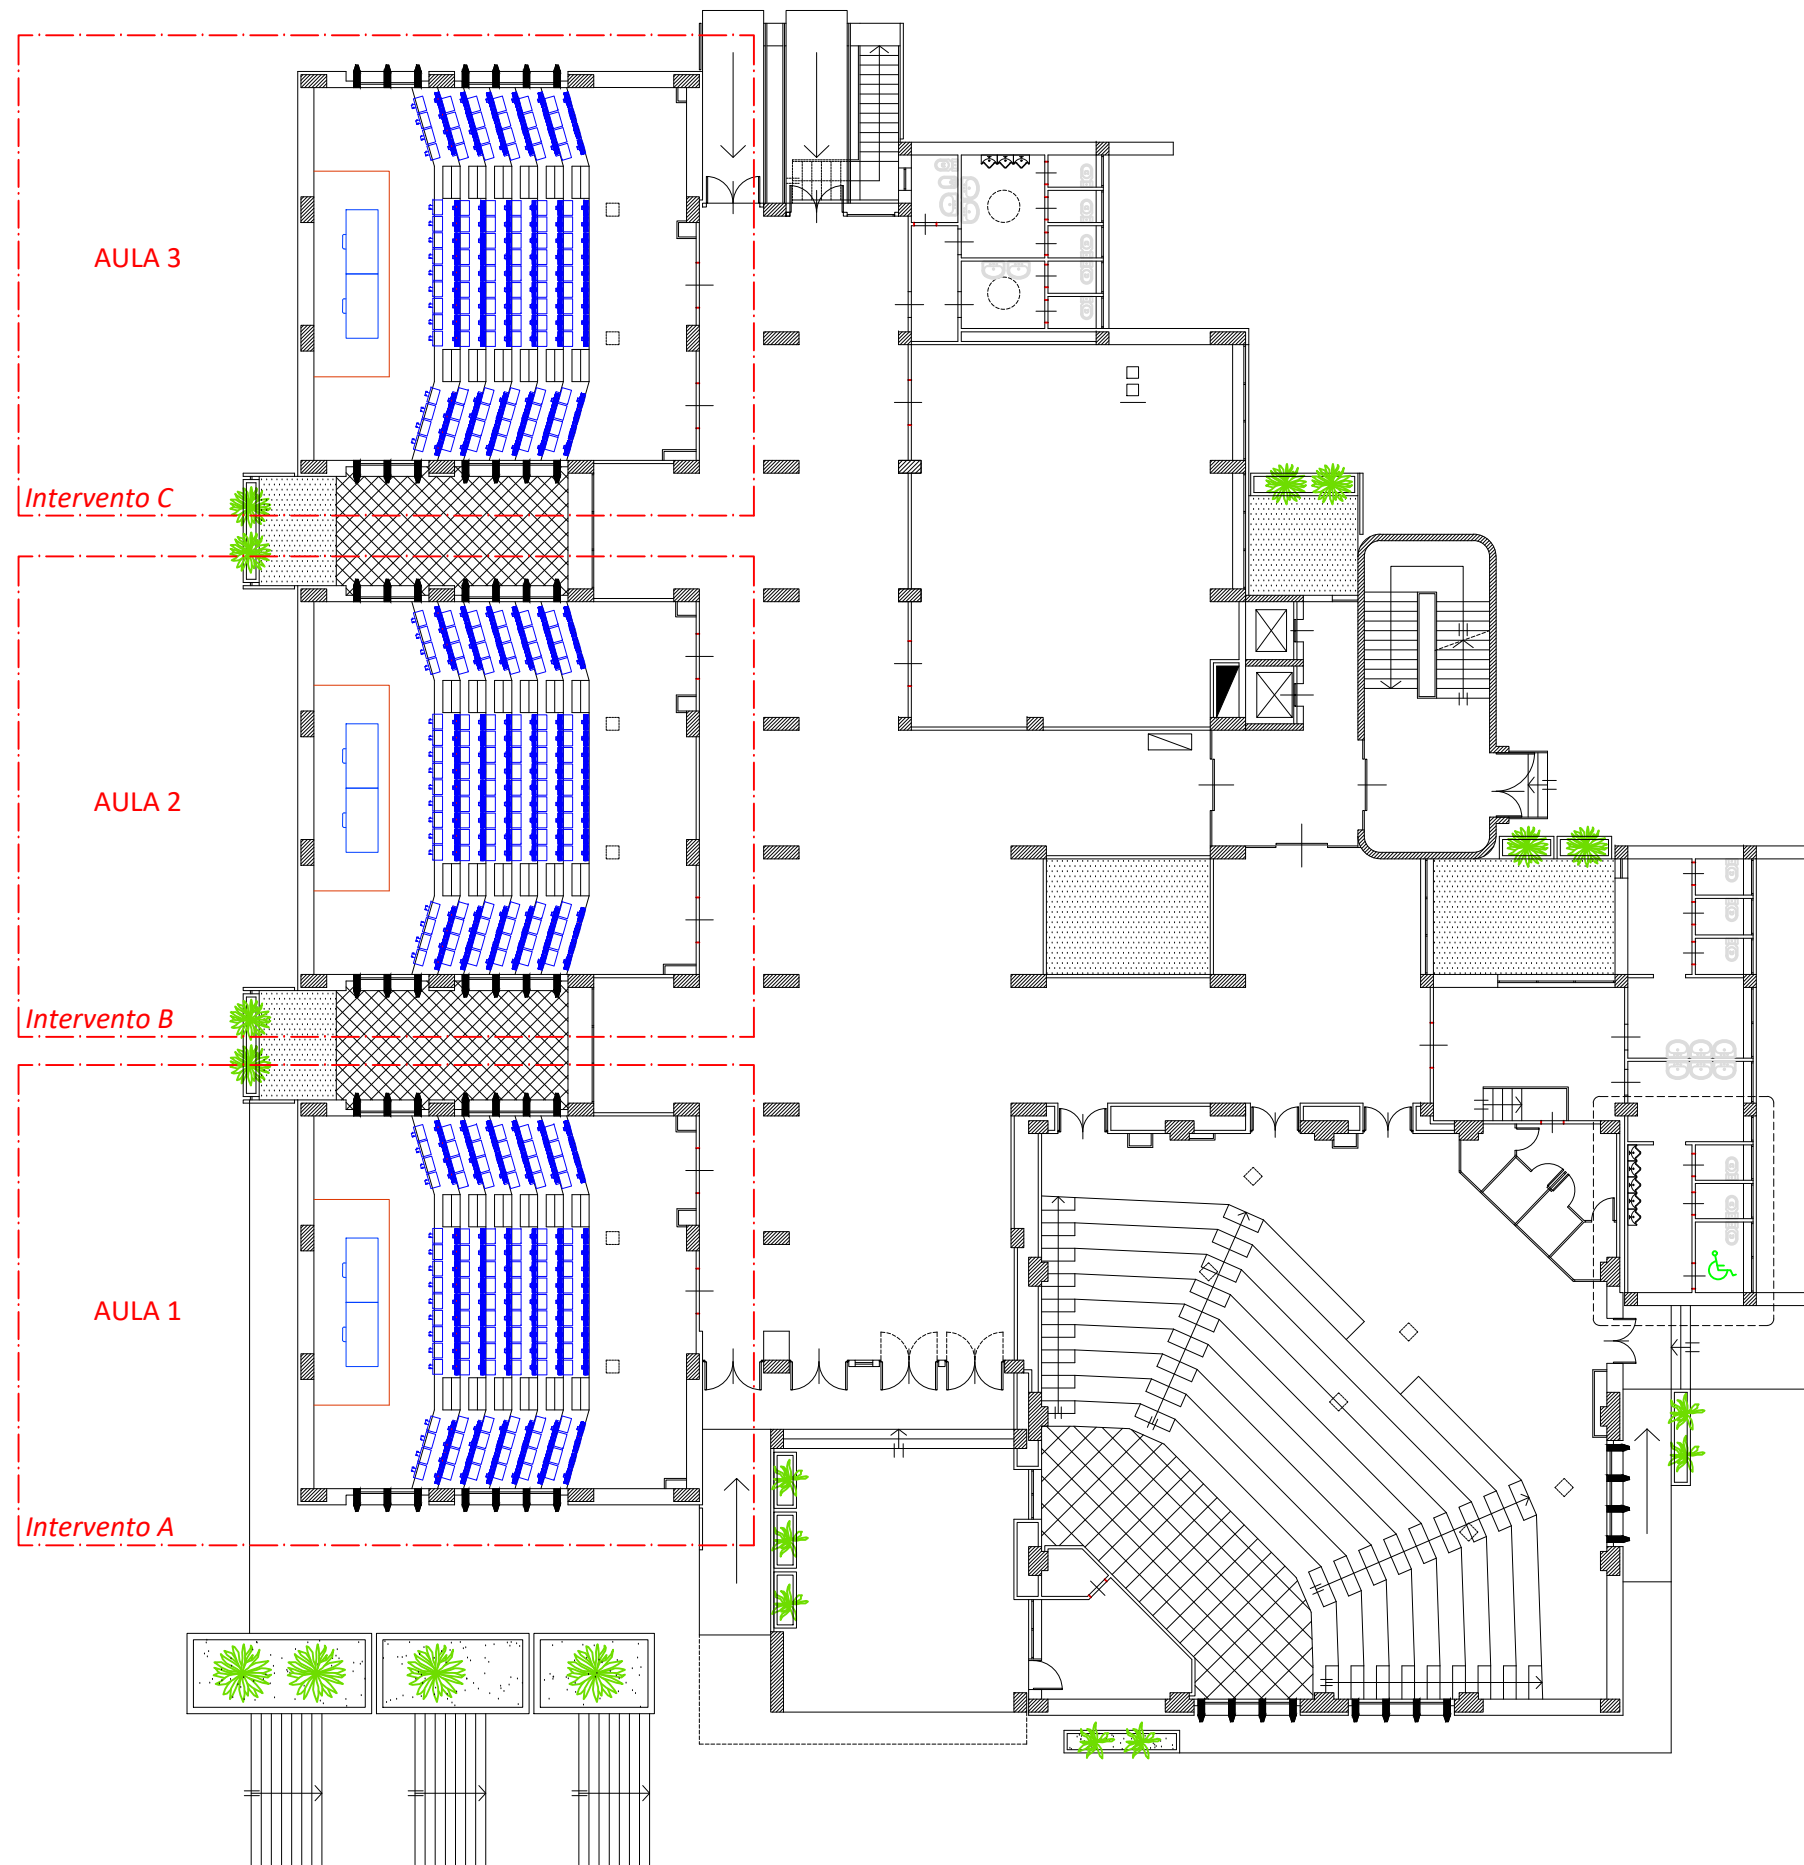 AULA 3
Intervento C
AULA 2
Intervento B
AULA 1
Intervento A